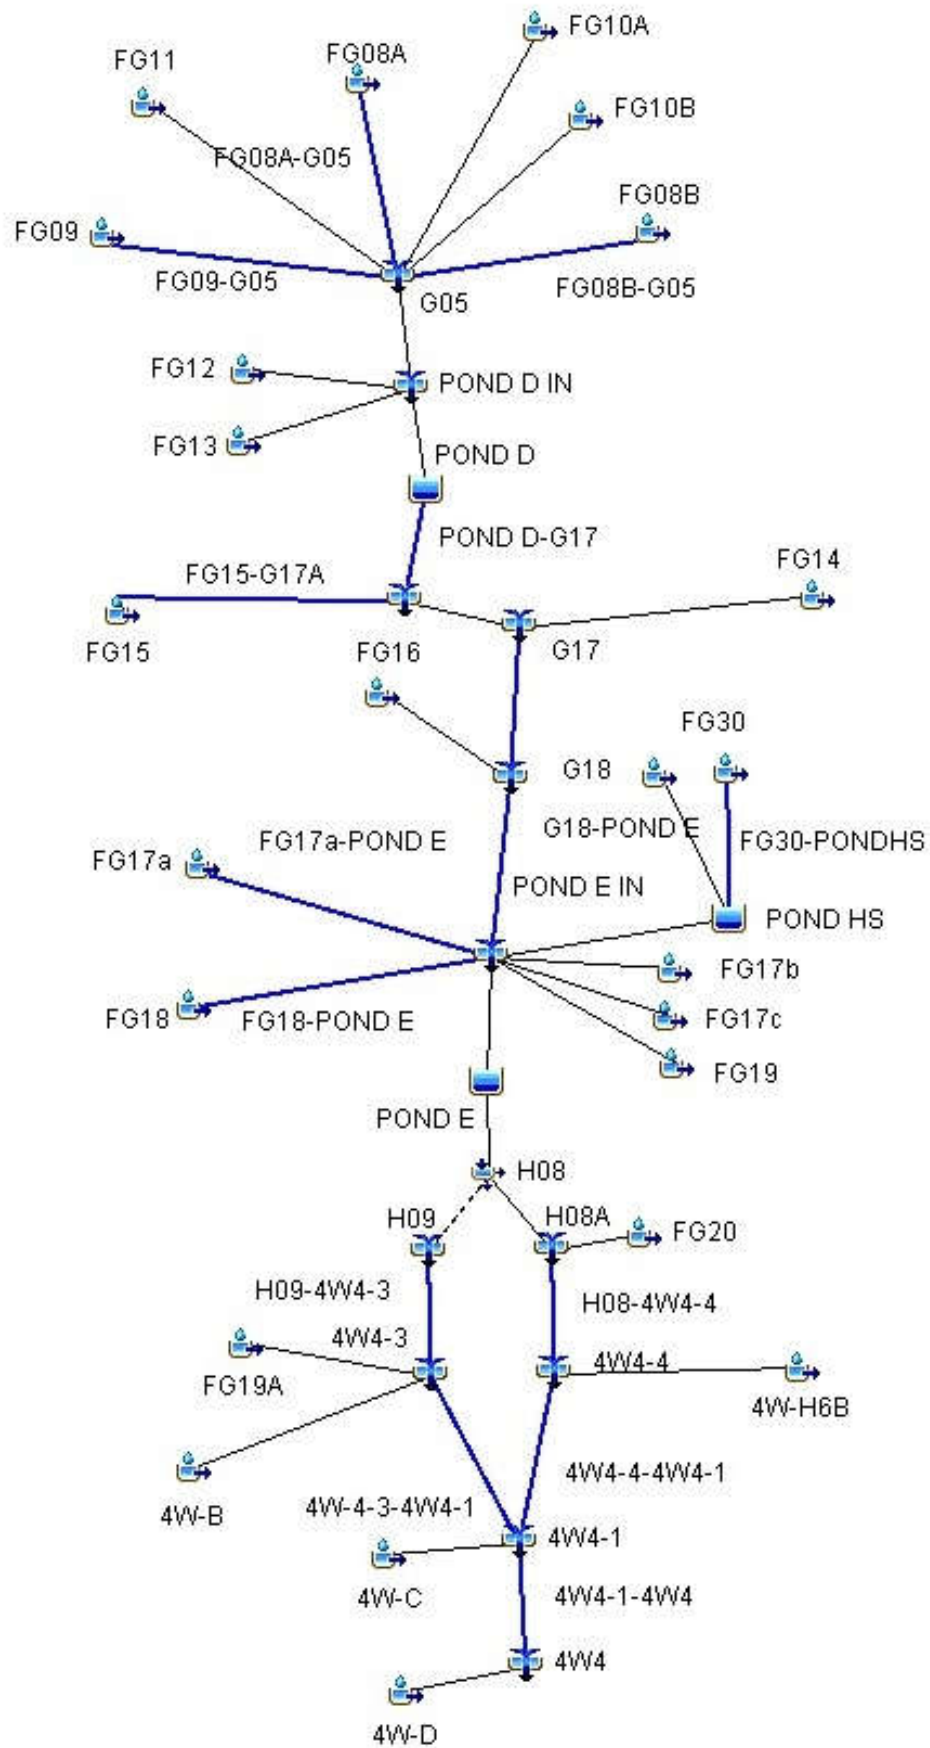 FG10A
FG11
FG08A
FG10B
FG08A-G05
FG08B
FG09
FG09-G05
FG08B-G05
G05
FG12
POND D IN
FG13
POND D
POND D-G17
FG15-G17A
FG14
FG15
FG16
G17
FG30
G18
G18-POND E
FG30-PONDHS
FG17a-POND E
FG17a
POND E IN
POND HS
FG17b
FG18
FG18-POND E
FG17c
FG19
POND E
H08
H09
H08A
FG20
H09-4W4-3
H08-4W4-4
4W4-3
4W4-4
FG19A
4W-H6B
4W4-4-4W4-1
4W-B
4W-4-3-4W4-1
4W4-1
4W-C
4W4-1-4W4
4W4
4W-D